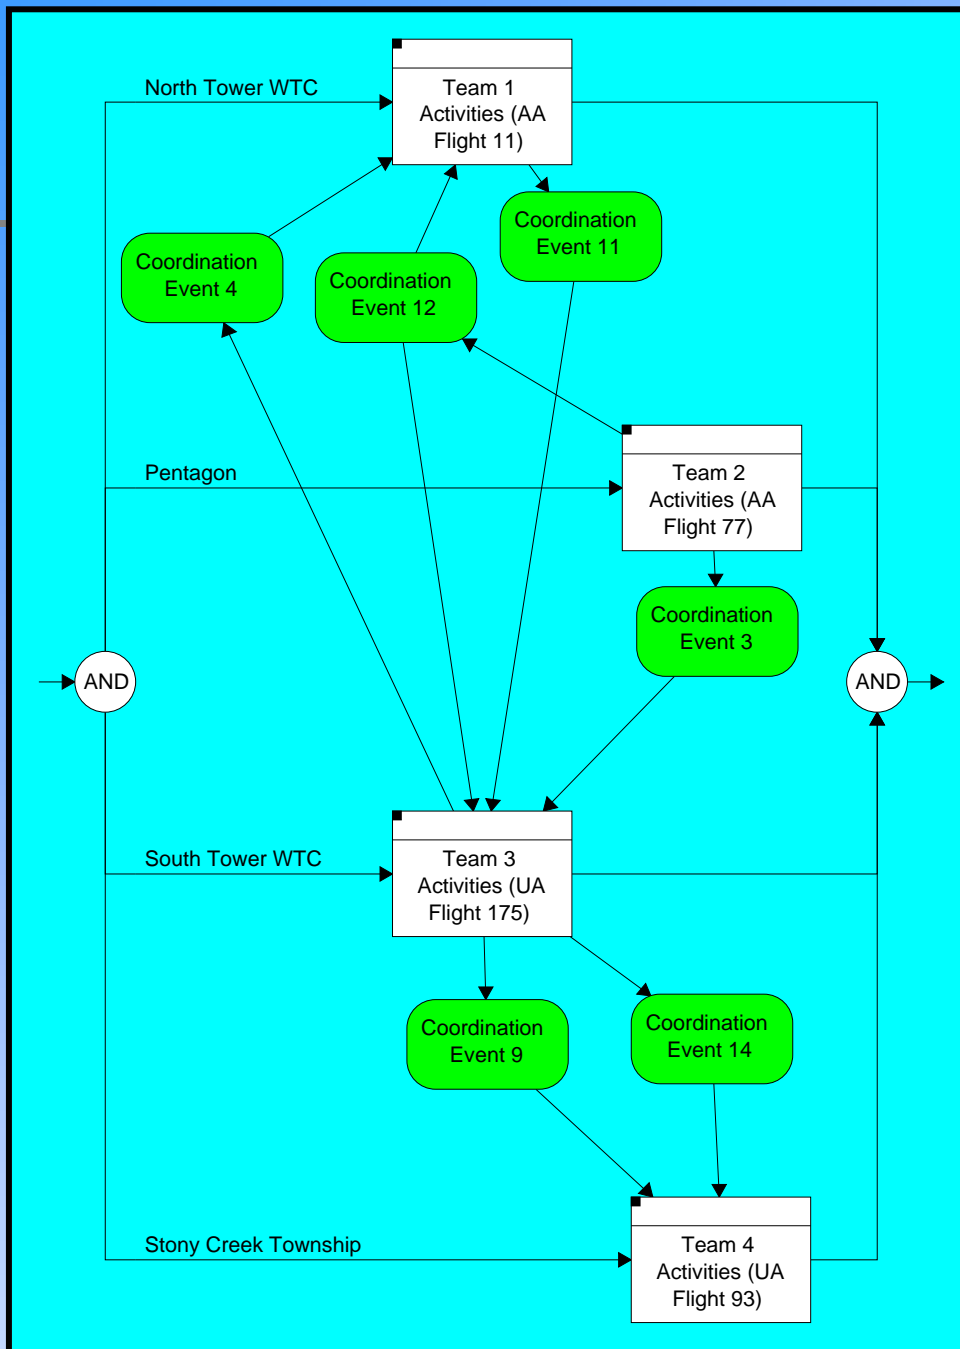 North Tower WTC
Team 1
Activities (AA
Flight 11)
Coordination
Event 11
Coordination
Event 4
Coordination
Event 12
Pentagon
Team 2
Activities (AA
Flight 77)
Coordination
Event 3
AND
AND
South Tower WTC
Team 3
Activities (UA
Flight 175)
Coordination
Event 9
Coordination
Event 14
Stony Creek Township
Team 4
Activities (UA
Flight 93)